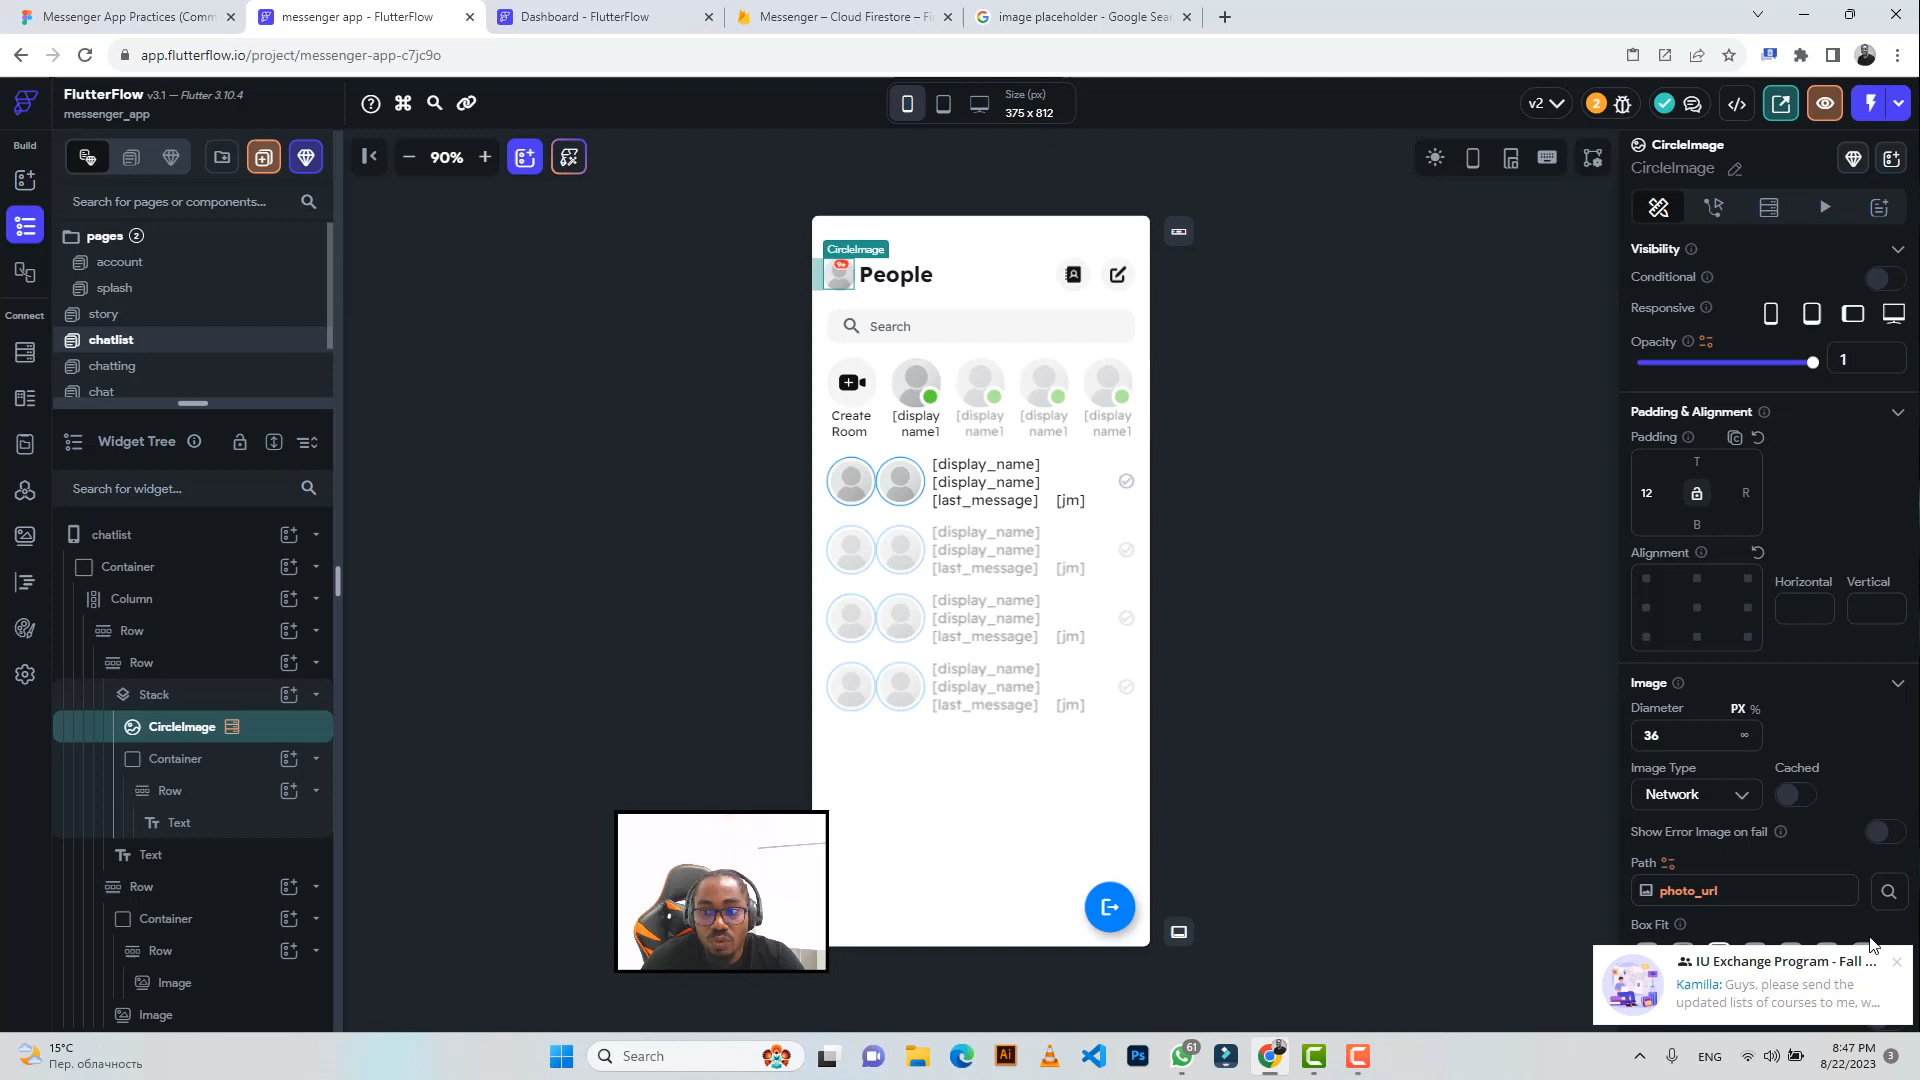 Messenger App Practices (Comm
messenger app - FlutterFlow
Dashboard - FlutterFlow
Messenger – Cloud Firestore – Fi
image placeholder - Google Sear
app.flutterflow.io/project/messenger-app-c7jc9o
FlutterFlow v3.1 — Flutter 3.10.4
messenger_app
Size (px)
375 x 812
v2
2
Build
90%
CircleImage
CircleImage
Search for pages or components...
pages 2
account
splash
story
chatlist
chatting
chat
Connect
Widget Tree
Search for widget...
chatlist
Container
Column
Row
Row
Stack
CircleImage
Container
Row
Text
Text
Row
Container
Row
Image
Image
CircleImage
9+
People
Search
Create
Room
[display
name]
[display
name]
[display
name]
[display
name]
[display_name]
[display_name]
[last_message] [jm]
[display_name]
[display_name]
[last_message] [jm]
[display_name]
[display_name]
[last_message] [jm]
[display_name]
[display_name]
[last_message] [jm]
Visibility
Conditional
Responsive
Opacity
1
Padding & Alignment
Padding
T
12
R
B
Alignment
Horizontal
Vertical
Image
Diameter
PX %
36
∞
Image Type
Cached
Network
Show Error Image on fail
Path
photo_url
Box Fit
IU Exchange Program - Fall ...
Kamilla: Guys, please send the
updated lists of courses to me, w...
15°C
Пер. облачность
Search
Ai
Ps
61
ENG
8:47 PM
8/22/2023
3